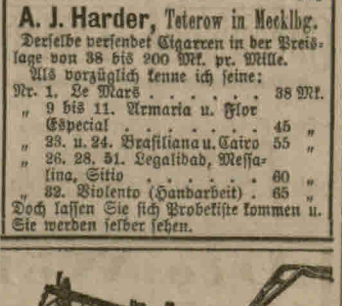 A. J. Harder, Teterow in Mecklbg.
Derselbe versendet Cigarren in der Preis-
lage von 38 bis 200 Mk. pr. Mille.
Als vorzüglich kenne ich seine:
Nr. 1. Le Mars . . . . . . 38 Mk.
„ 9 bis 11. Armaria u. Flor
Especial . . . . . . 45 „
„ 23. u. 24. Brasiliana u. Cairo 55 „
„ 26. 28. 51. Legalidad, Messa-
lina, Sitio . . . . . 60 „
„ 32. Violento (Handarbeit) . 65 „
Doch lassen Sie sich Probekiste kommen u.
Sie werden selber sehen.